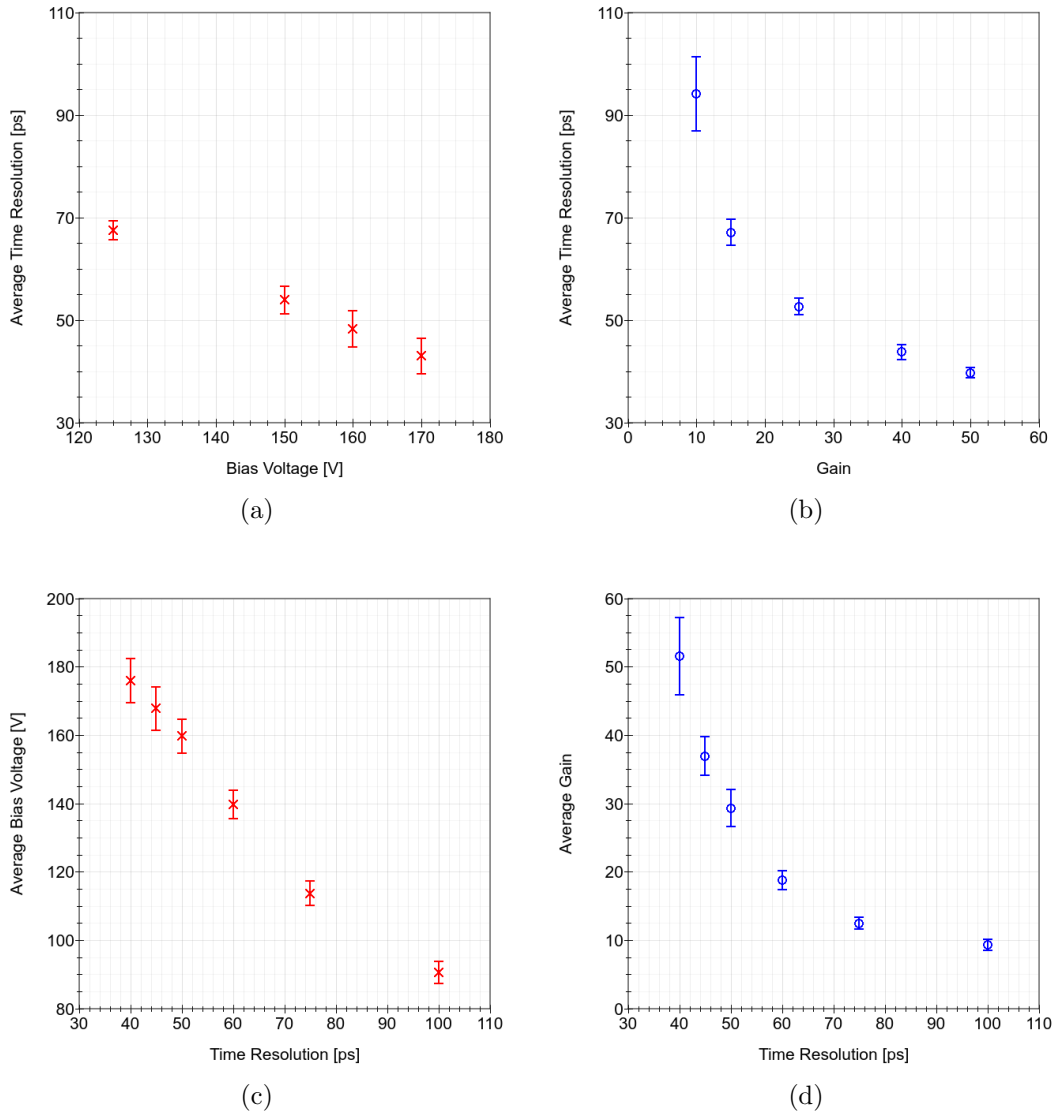 110
90
70
50
30
120 130 140 150 160 170 180
Average Time Resolution [ps]
Bias Voltage [V]
(a)
110
90
70
50
30
0 10 20 30 40 50 60
Average Time Resolution [ps]
Gain
(b)
200
180
160
140
120
100
80
30 40 50 60 70 80 90 100 110
Average Bias Voltage [V]
Time Resolution [ps]
(c)
60
50
40
30
20
10
0
30 40 50 60 70 80 90 100 110
Average Gain
Time Resolution [ps]
(d)